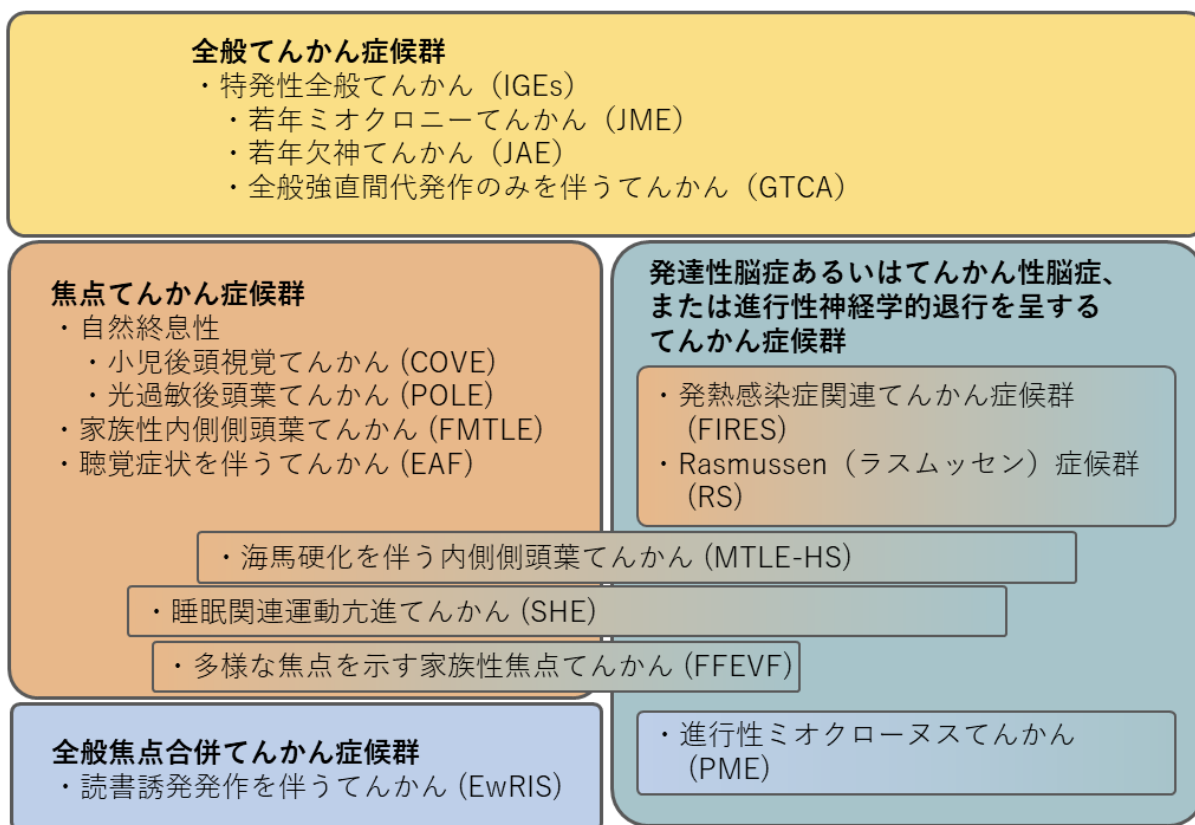 全般てんかん症候群
・特発性全般てんかん（IGEs）
・若年ミオクロニーてんかん（JME）
・若年欠神てんかん（JAE）
・全般強直間代発作のみを伴うてんかん（GTCA）
焦点てんかん症候群
・自然終息性
・小児後頭視覚てんかん (COVE)
・光過敏後頭葉てんかん (POLE)
・家族性内側側頭葉てんかん (FMTLE)
・聴覚症状を伴うてんかん (EAF)
発達性脳症あるいはてんかん性脳症、
または進行性神経学的退行を呈する
てんかん症候群
・発熱感染症関連てんかん症候群
(FIRES)
・Rasmussen（ラスムッセン）症候群
(RS)
・海馬硬化を伴う内側側頭葉てんかん (MTLE-HS)
・睡眠関連運動亢進てんかん (SHE)
・多様な焦点を示す家族性焦点てんかん (FFEVF)
全般焦点合併てんかん症候群
・読書誘発発作を伴うてんかん (EwRIS)
・進行性ミオクローヌスてんかん
(PME)